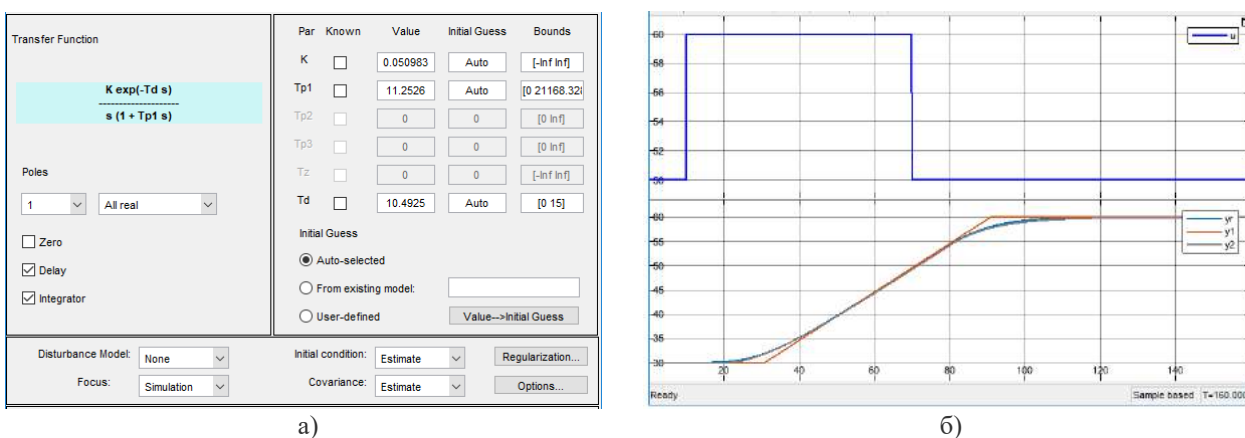 Transfer Function
K exp(-Td s)
s (1 + Tp1 s)
Poles
1 All real
Zero
Delay
Integrator
Par Known Value Initial Guess Bounds
K 0.050983 Auto [-Inf Inf]
Tp1 11.2526 Auto [0 21168.328
Tp2 0 0 [0 Inf]
Tp3 0 0 [0 Inf]
Tz 0 0 [-Inf Inf]
Td 10.4925 Auto [0 15]
Initial Guess
Auto-selected
From existing model:
User-defined Value-->Initial Guess
Disturbance Model: None Initial condition: Estimate Regularization...
Focus: Simulation Covariance: Estimate Options...
а)
u
60
58
56
54
52
50
yr
y1
y2
60
55
50
45
40
35
30
20 40 60 80 100 120 140
Ready Sample based T=160.000
б)